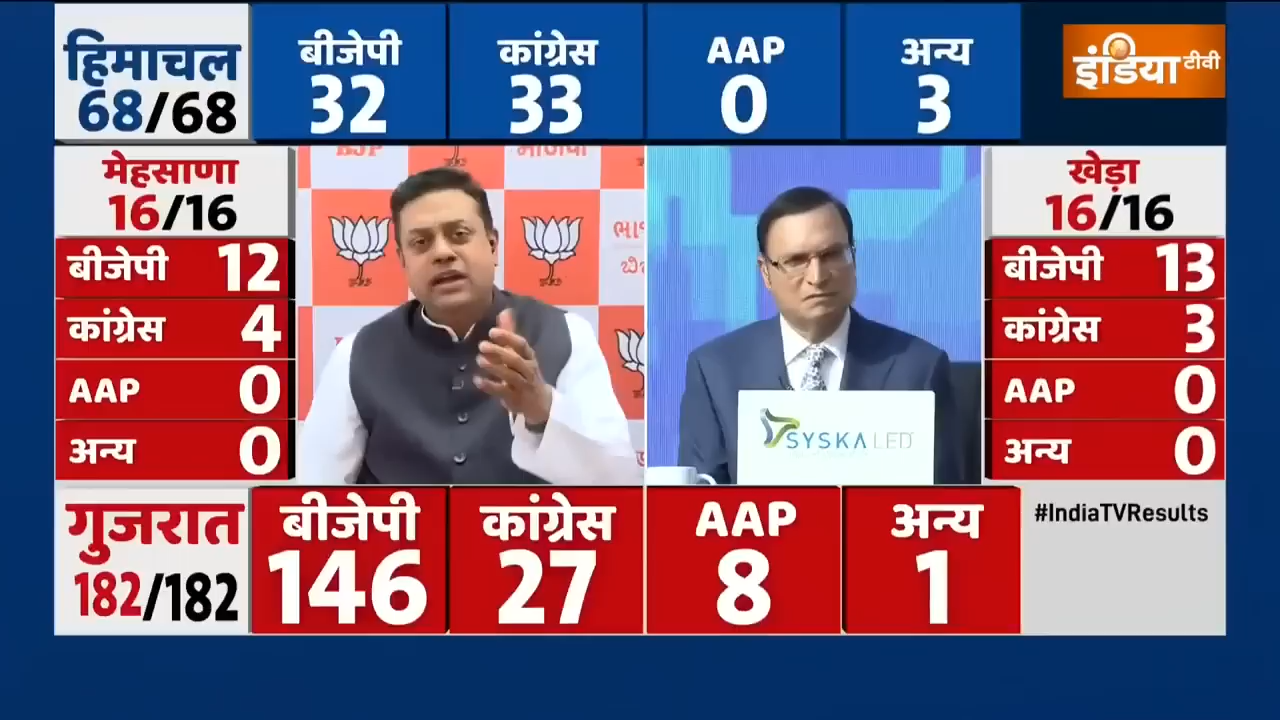 हिमाचल
68/68
बीजेपी
32
कांग्रेस
33
AAP
0
अन्य
3
इंडिया टीवी
मेहसाणा
16/16
बीजेपी 12
कांग्रेस 4
AAP 0
अन्य 0
BJP
भाजपा
SYSKA LED
खेड़ा
16/16
बीजेपी 13
कांग्रेस 3
AAP 0
अन्य 0
गुजरात
182/182
बीजेपी
146
कांग्रेस
27
AAP
8
अन्य
1
#IndiaTVResults